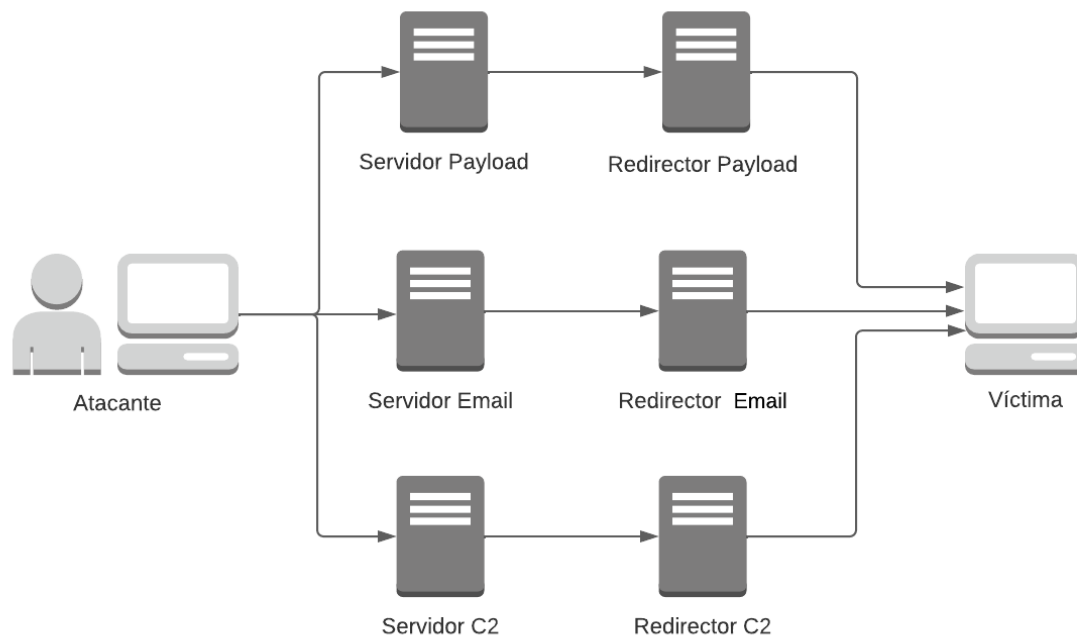 Servidor Payload
Redirector Payload
Atacante
Servidor Email
Redirector Email
Víctima
Servidor C2
Redirector C2